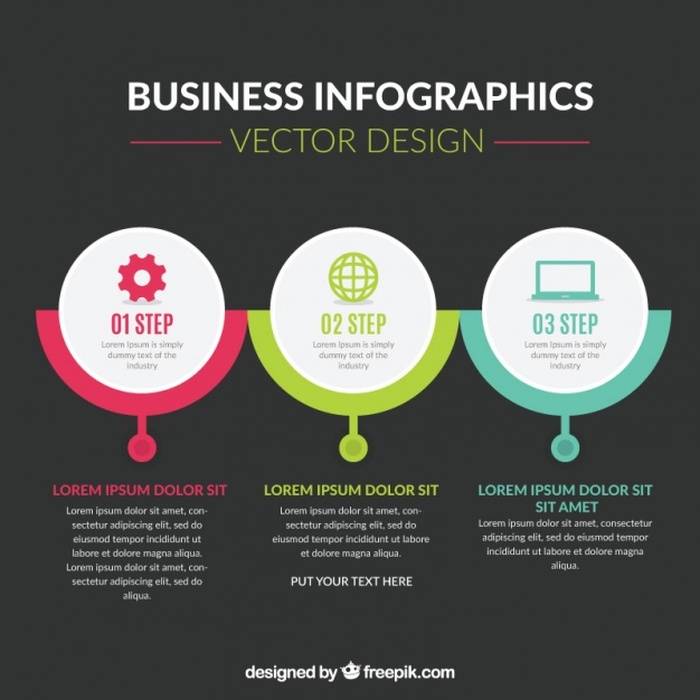 BUSINESS INFOGRAPHICS
VECTOR DESIGN
01 STEP
Lorem Ipsum is simply
dummy text of the
industry
02 STEP
Lorem Ipsum is simply
dummy text of the
industry
03 STEP
Lorem Ipsum is simply
dummy text of the
industry
LOREM IPSUM DOLOR SIT
Lorem ipsum dolor sit amet, con-
sectetur adipiscing elit, sed do
eiusmod tempor incididunt ut
labore et dolore magna aliqua.
Lorem ipsum dolor sit amet, con-
sectetur adipiscing elit, sed do
aliqua.
LOREM IPSUM DOLOR SIT
Lorem ipsum dolor sit amet, con-
sectetur adipiscing elit, sed do
eiusmod tempor incididunt ut
labore et dolore magna aliqua.
PUT YOUR TEXT HERE
LOREM IPSUM DOLOR SIT
SIT AMET
Lorem ipsum dolor sit amet, consectetur
adipiscing elit, sed do eiusmod tempor
incididunt ut labore et dolore magna
aliqua.
designed by freepik.com